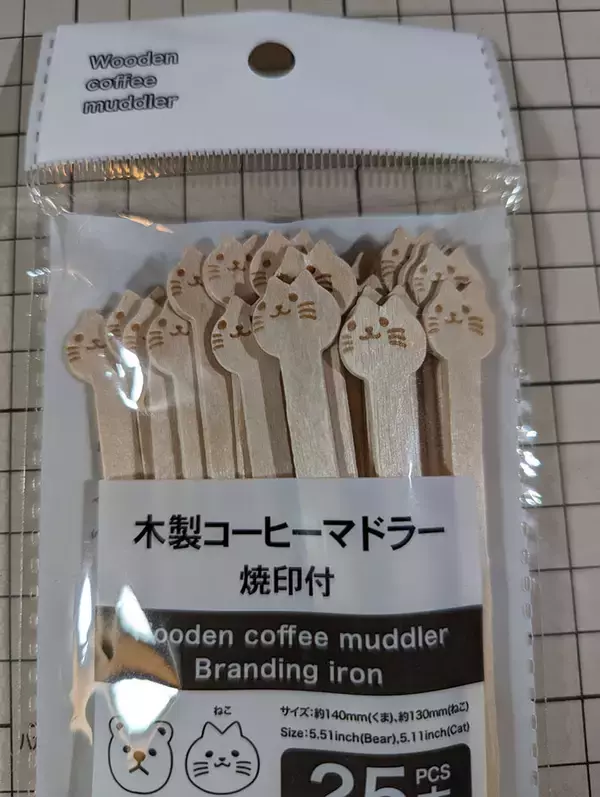 Wooden
coffee
muddler
木製コーヒーマドラー
焼印付
ooden coffee muddler
Branding iron
ねこ
サイズ:約140mm(くま)、約130mm(ねこ)
Size:5.51inch(Bear),5.11inch(Cat)
25 PCS